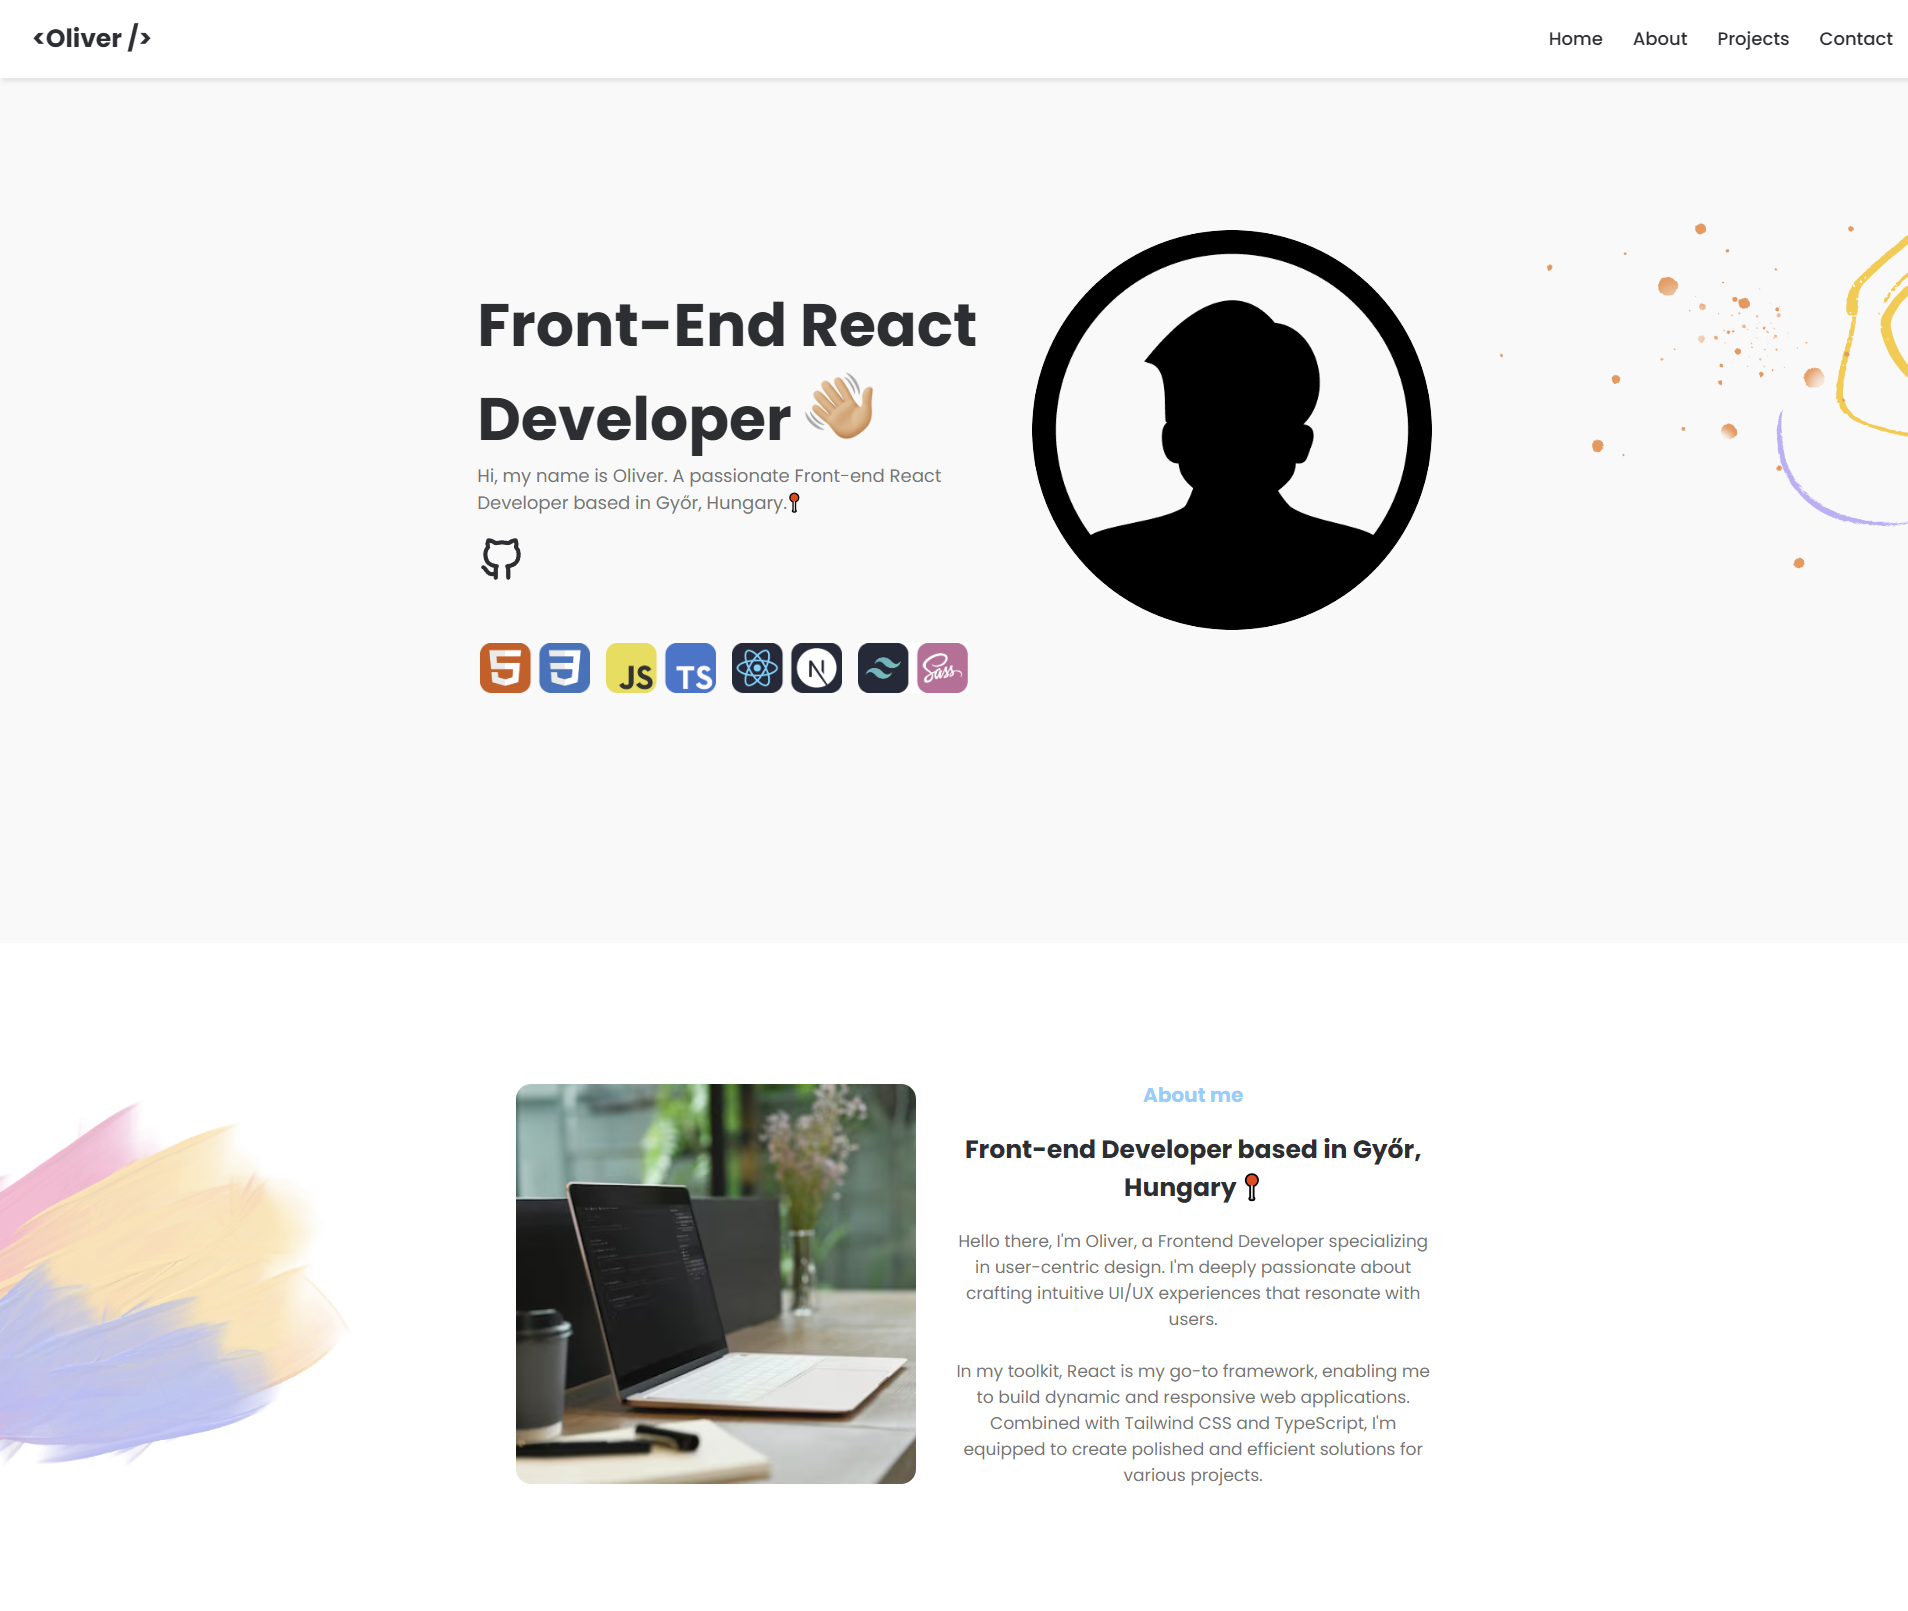 <Oliver />
Home About Projects Contact
Front-End React
Developer 👋🏼
Hi, my name is Oliver. A passionate Front-end React
Developer based in Győr, Hungary.📍
JS TS N Sass
About me
Front-end Developer based in Győr,
Hungary 📍
Hello there, I'm Oliver, a Frontend Developer specializing
in user-centric design. I'm deeply passionate about
crafting intuitive UI/UX experiences that resonate with
users.
In my toolkit, React is my go-to framework, enabling me
to build dynamic and responsive web applications.
Combined with Tailwind CSS and TypeScript, I'm
equipped to create polished and efficient solutions for
various projects.